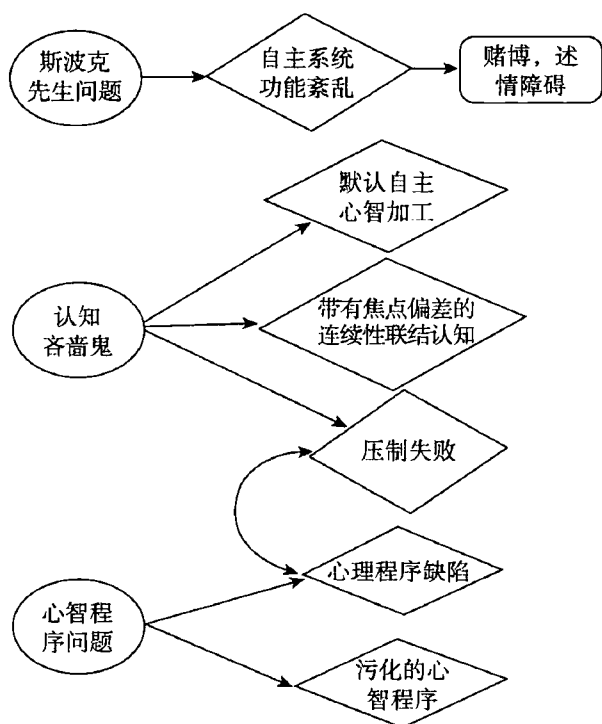 斯波克
先生问题
自主系统
功能紊乱
赌博，述
情障碍
默认自主
心智加工
认知
吝啬鬼
带有焦点偏差的
连续性联结认知
压制失败
心理程序缺陷
心智程
序问题
污化的心
智程序